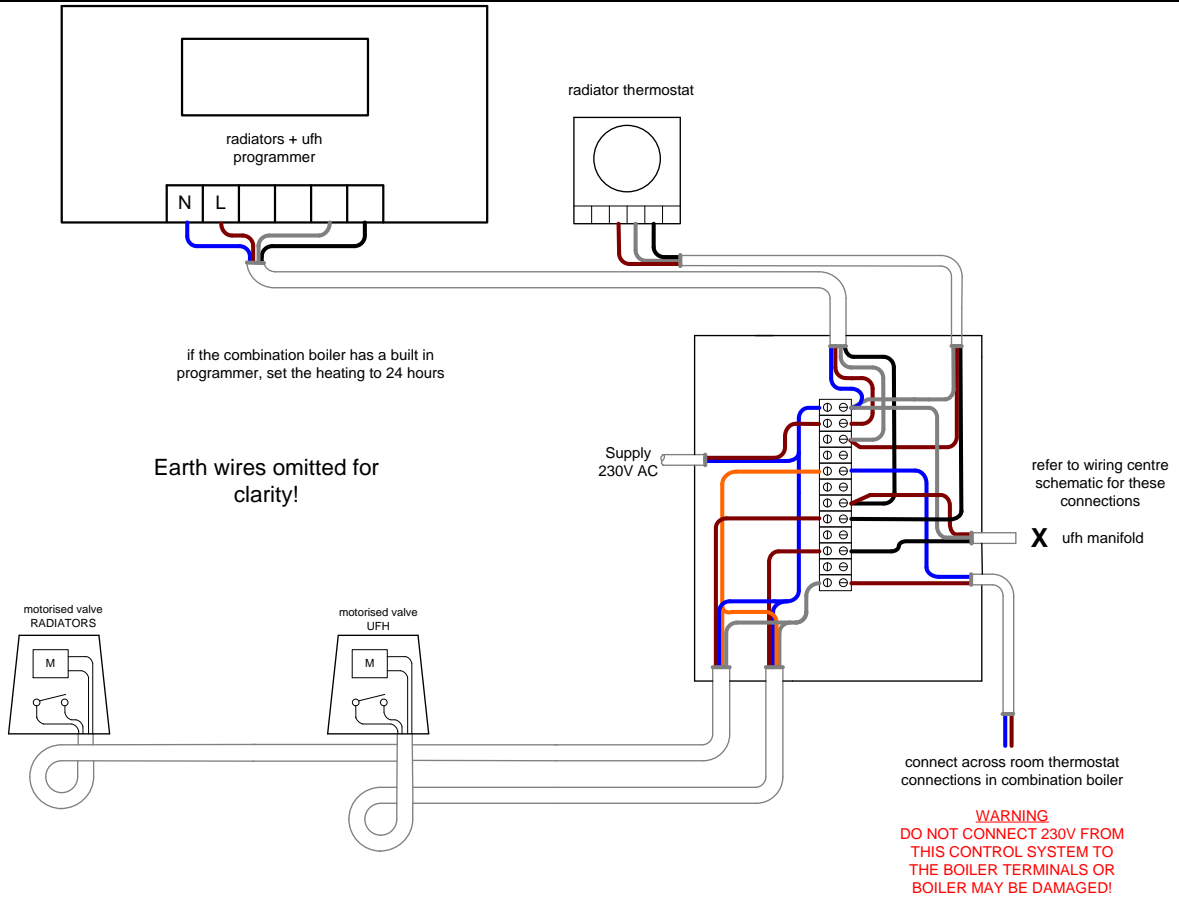 radiators + ufh
programmer
N L
radiator thermostat
if the combination boiler has a built in
programmer, set the heating to 24 hours
Earth wires omitted for
clarity!
Supply
230V AC
refer to wiring centre
schematic for these
connections
X ufh manifold
motorised valve
RADIATORS
M
motorised valve
UFH
M
connect across room thermostat
connections in combination boiler
WARNING
DO NOT CONNECT 230V FROM
THIS CONTROL SYSTEM TO
THE BOILER TERMINALS OR
BOILER MAY BE DAMAGED!